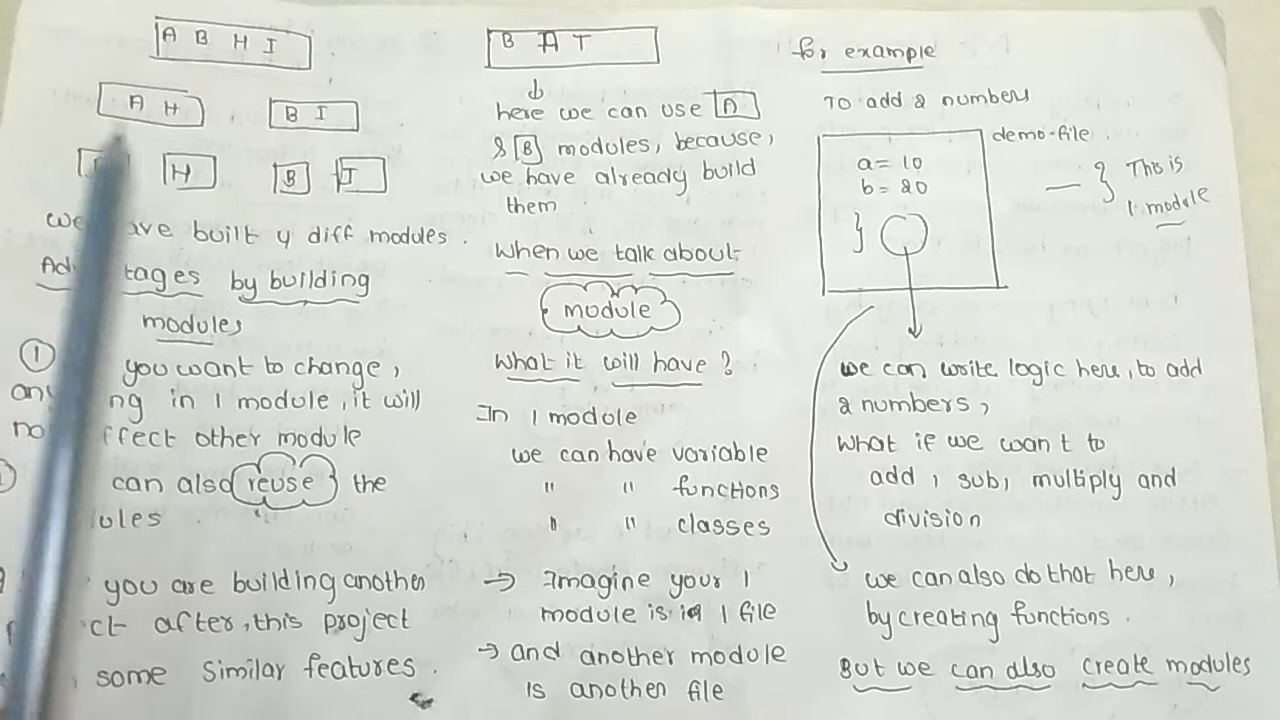 A B H I
A H
B I
H
B
I
We ave built 4 diff modules.
Ad tages by building
modules
1
you want to change,
any ng in 1 module, it will
no ffect other module
can also reuse the
ules
you are building another
ct after, this project
some similar features.
B A T
here we can use A
& B modules, because,
we have already build
them
When we talk about
module
What it will have?
In 1 module
we can have variable
" " functions
" " classes
→ Imagine your 1
module is in 1 file
→ and another module
is another file
for example
To add 2 numbers
demo-file
a = 10
b = 20
} This is
1 module
}
we can write logic here, to add
2 numbers,
What if we want to
add, sub, multiply and
division
we can also do that here,
by creating functions.
But we can also create modules